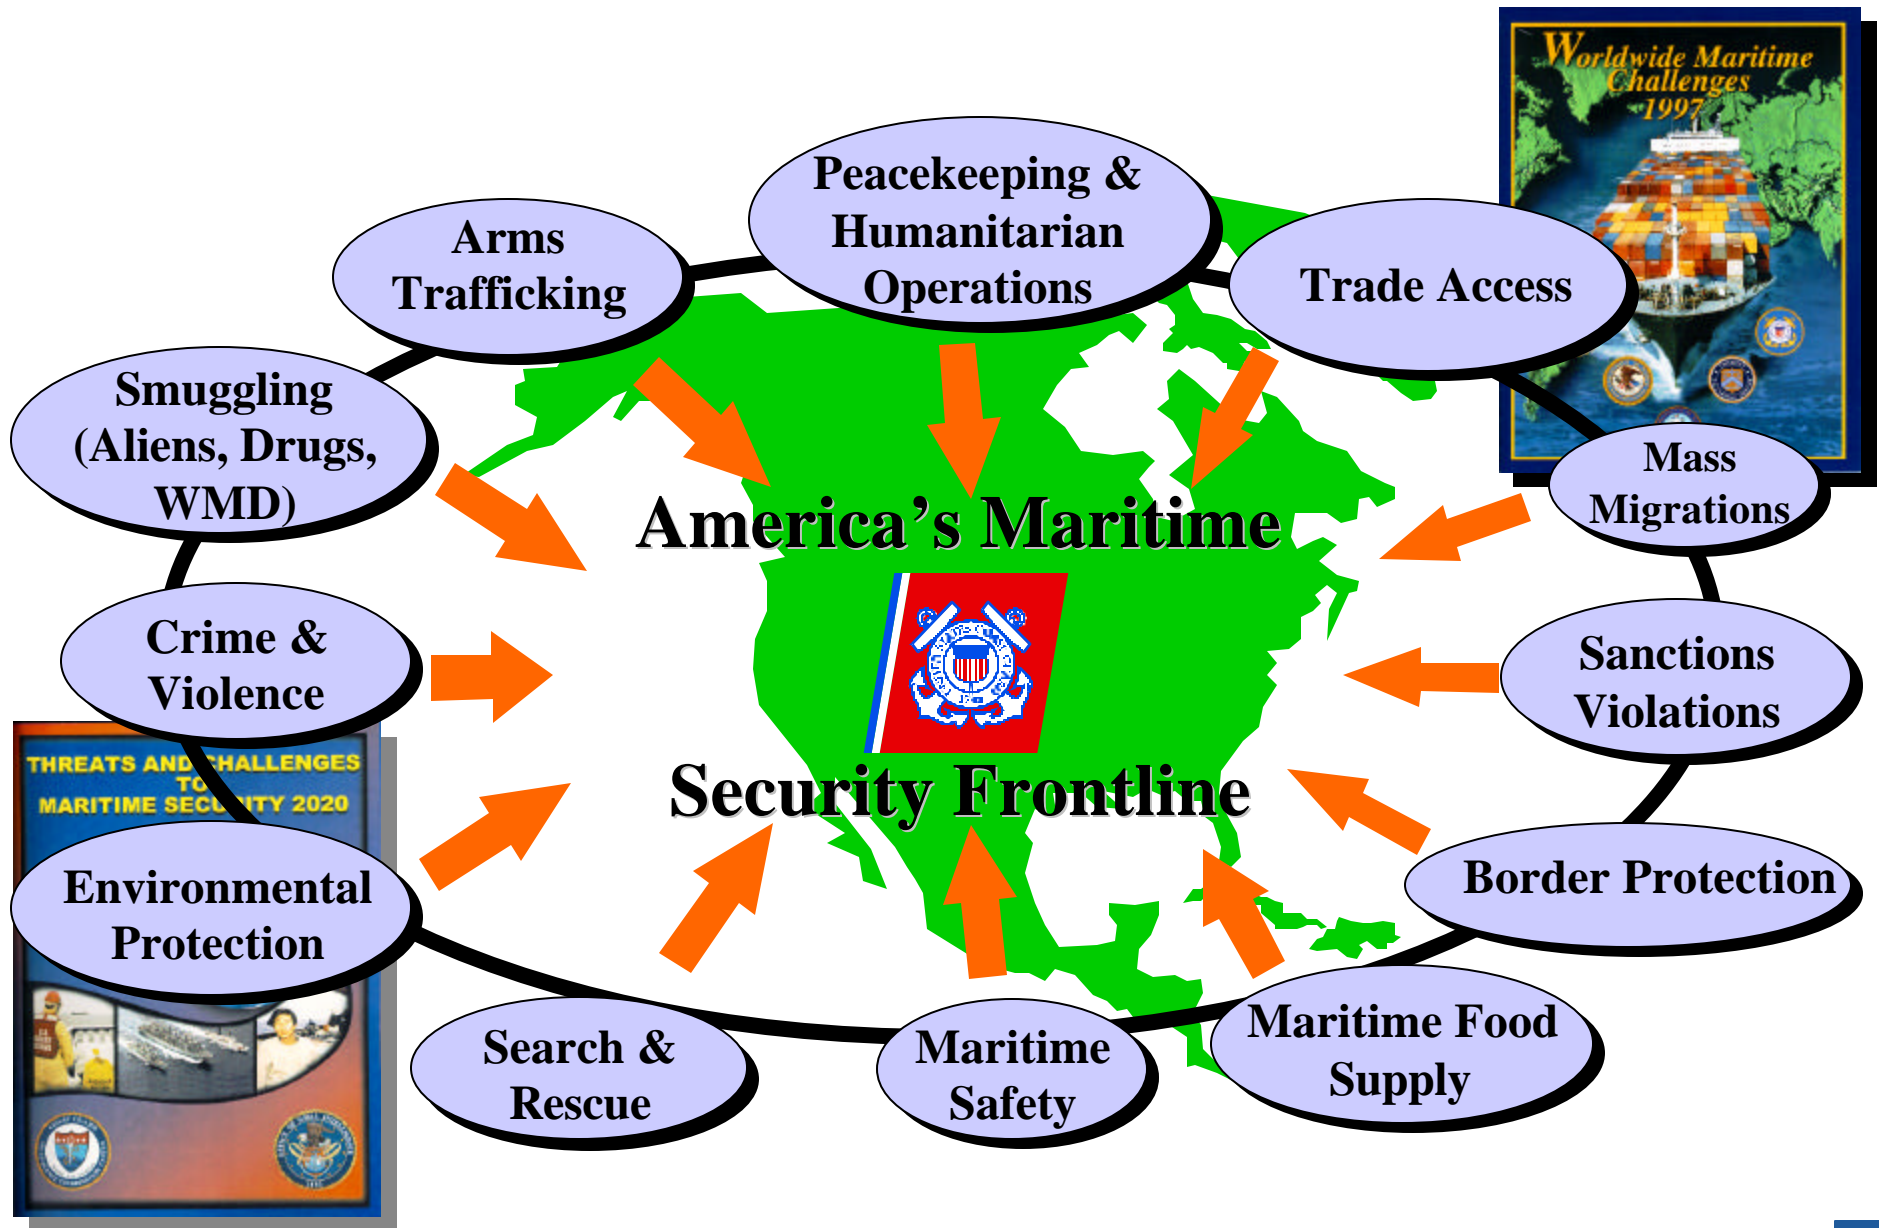 Worldwide Maritime
Challenges
1997
Peacekeeping &
Humanitarian
Operations
Arms
Trafficking
Trade Access
Smuggling
(Aliens, Drugs,
WMD)
Mass
Migrations
America's Maritime
Crime &
Violence
Sanctions
Violations
THREATS AND CHALLENGES
TO
MARITIME SECURITY 2020
Security Frontline
Environmental
Protection
Border Protection
Search &
Rescue
Maritime
Safety
Maritime Food
Supply